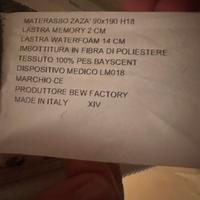 MATERASSO ZAZA' 90x190 H18
LASTRA MEMORY 2 CM
LASTRA WATERFOAM 14 CM
IMBOTTITURA IN FIBRA DI POLIESTERE
TESSUTO 100% PES BAYSCENT
DISPOSITIVO MEDICO LM018
MARCHIO CE
PRODUTTORE BEW FACTORY
MADE IN ITALY XIV